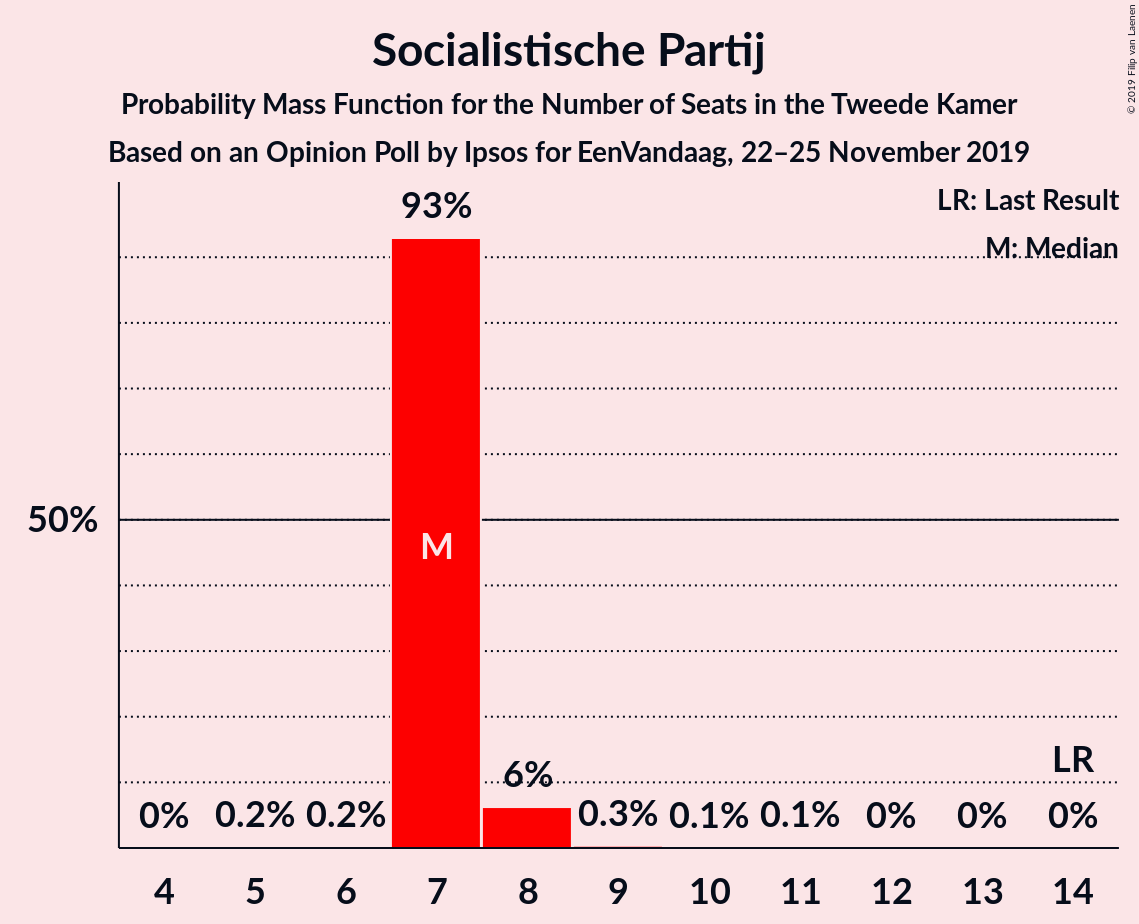 Socialistische Partij
Probability Mass Function for the Number of Seats in the Tweede Kamer
Based on an Opinion Poll by Ipsos for EenVandaag, 22–25 November 2019
© 2019 Filip van Laenen
LR: Last Result
M: Median
93%
50%
M
LR
6%
0% 0.2% 0.2% 0.3% 0.1% 0.1% 0% 0% 0%
4 5 6 7 8 9 10 11 12 13 14